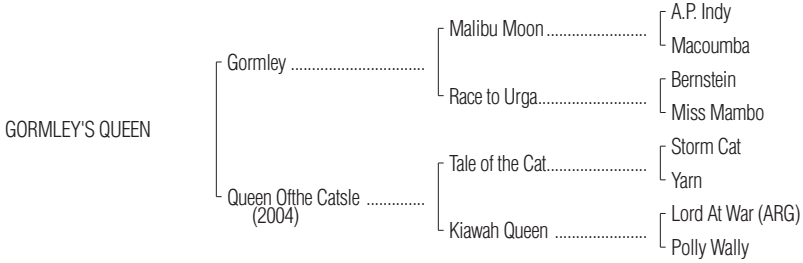 A.P. Indy
Malibu Moon
Macoumba
Gormley
Bernstein
Race to Urga
Miss Mambo
GORMLEY'S QUEEN
Storm Cat
Tale of the Cat
Yarn
Queen Ofthe Catsle
(2004)
Lord At War (ARG)
Kiawah Queen
Polly Wally